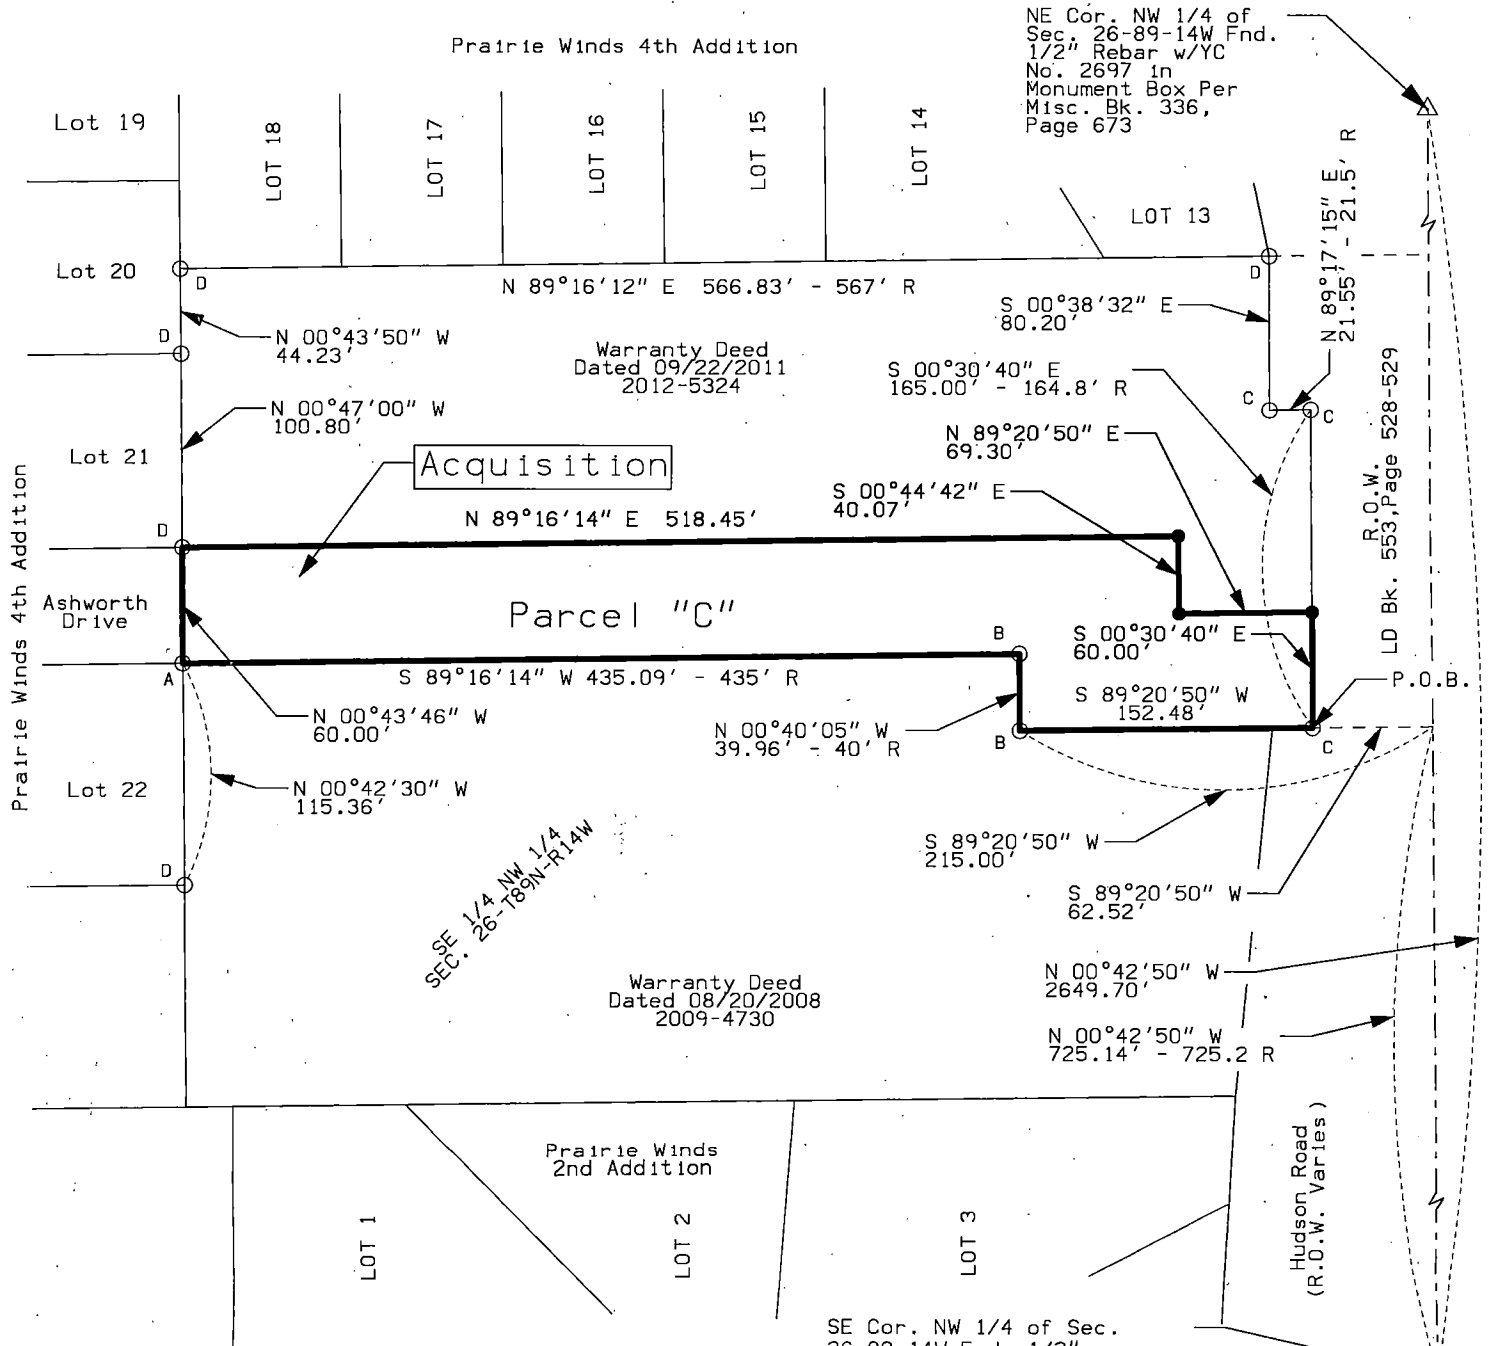 NE Cor. NW 1/4 of
Sec. 26-89-14W Fnd.
1/2" Rebar w/YC
No. 2697 in
Monument Box Per
Misc. Bk. 336,
Page 673
Prairie Winds 4th Addition
Lot 19
LOT 18
LOT 17
LOT 16
LOT 15
LOT 14
LOT 13
N 89°17'15" E
21.55' - 21.5' R
Lot 20
D
D
N 89°16'12" E 566.83' - 567' R
S 00°38'32" E
80.20'
D
N 00°43'50" W
44.23'
Warranty Deed
Dated 09/22/2011
2012-5324
S 00°30'40" E
165.00' - 164.8' R
C
C
N 00°47'00" W
100.80'
N 89°20'50" E
69.30'
R.O.W.
LD Bk. 553,Page 528-529
Lot 21
Acquisition
S 00°44'42" E
40.07'
N 89°16'14" E 518.45'
D
Prairie Winds 4th Addition
Ashworth
Drive
Parcel "C"
B
S 00°30'40" E
60.00'
A
S 89°16'14" W 435.09' - 435' R
P.O.B.
S 89°20'50" W
152.48'
N 00°43'46" W
60.00'
N 00°40'05" W
39.96' - 40' R
B
C
Lot 22
N 00°42'30" W
115.36'
S 89°20'50" W
215.00'
D
SE 1/4 NW 1/4
SEC. 26-T89N-R14W
S 89°20'50" W
62.52'
N 00°42'50" W
2649.70'
Warranty Deed
Dated 08/20/2008
2009-4730
N 00°42'50" W
725.14' - 725.2 R
Prairie Winds
2nd Addition
Hudson Road
(R.O.W. Varies)
LOT 1
LOT 2
LOT 3
SE Cor. NW 1/4 of Sec.